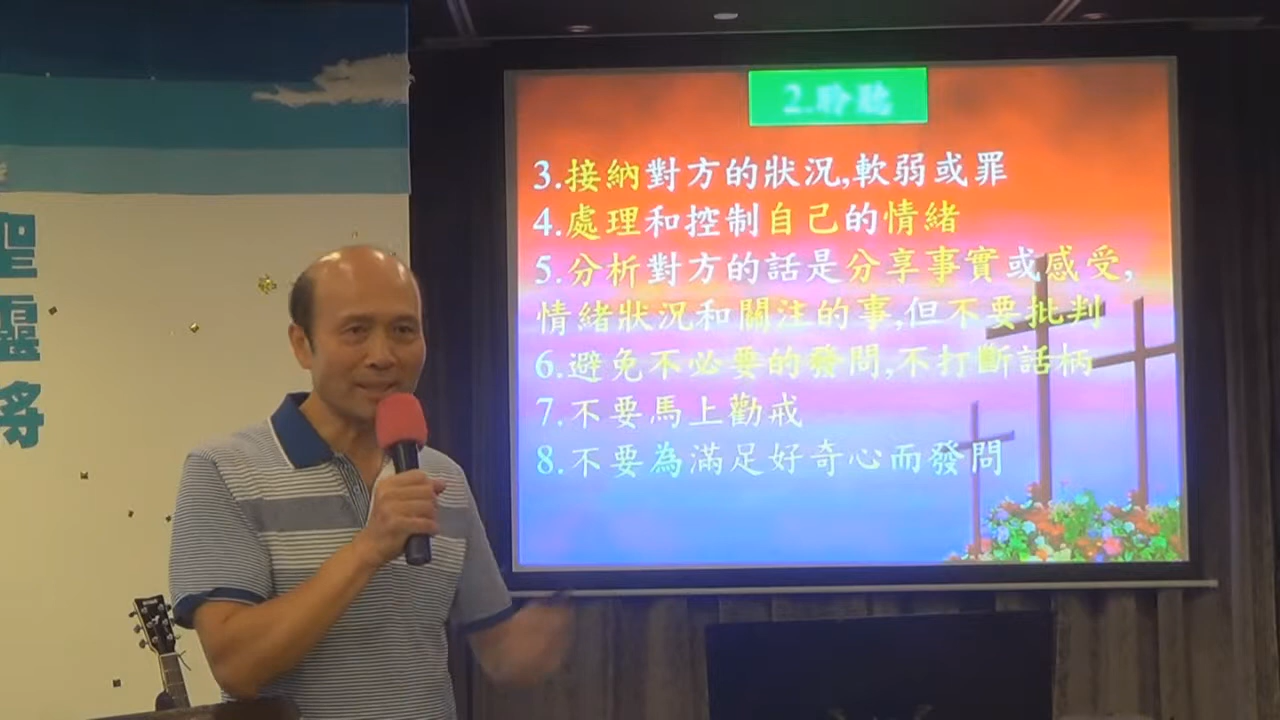 聖靈將
2.聆聽
3.接納對方的狀況,軟弱或罪
4.處理和控制自己的情緒
5.分析對方的話是分享事實或感受,
情緒狀況和關注的事,但不要批判
6.避免不必要的發問,不打斷話柄
7.不要馬上勸戒
8.不要為滿足好奇心而發問